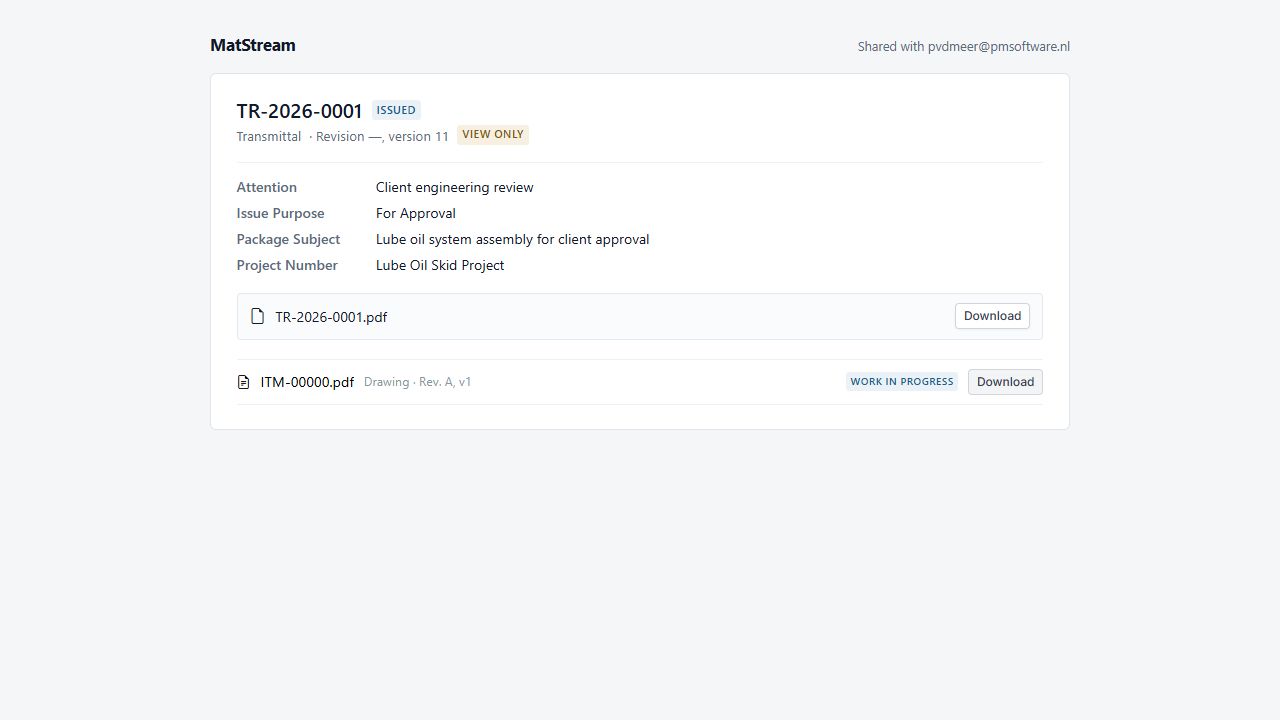 MatStream
Shared with pvdmeer@pmsoftware.nl
TR-2026-0001 ISSUED
Transmittal · Revision —, version 11 VIEW ONLY
Attention Client engineering review
Issue Purpose For Approval
Package Subject Lube oil system assembly for client approval
Project Number Lube Oil Skid Project
TR-2026-0001.pdf Download
ITM-00000.pdf Drawing · Rev. A, v1 WORK IN PROGRESS Download